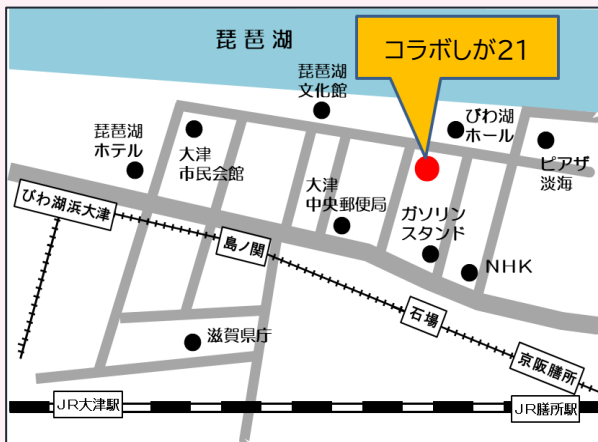 琵琶湖
コラボしが21
琵琶湖
文化館
びわ湖
ホール
琵琶湖
ホテル
大津
市民会館
ピアザ
淡海
大津
中央郵便局
ガソリン
スタンド
びわ湖浜大津
島ノ関
NHK
石場
滋賀県庁
京阪膳所
JR大津駅
JR膳所駅